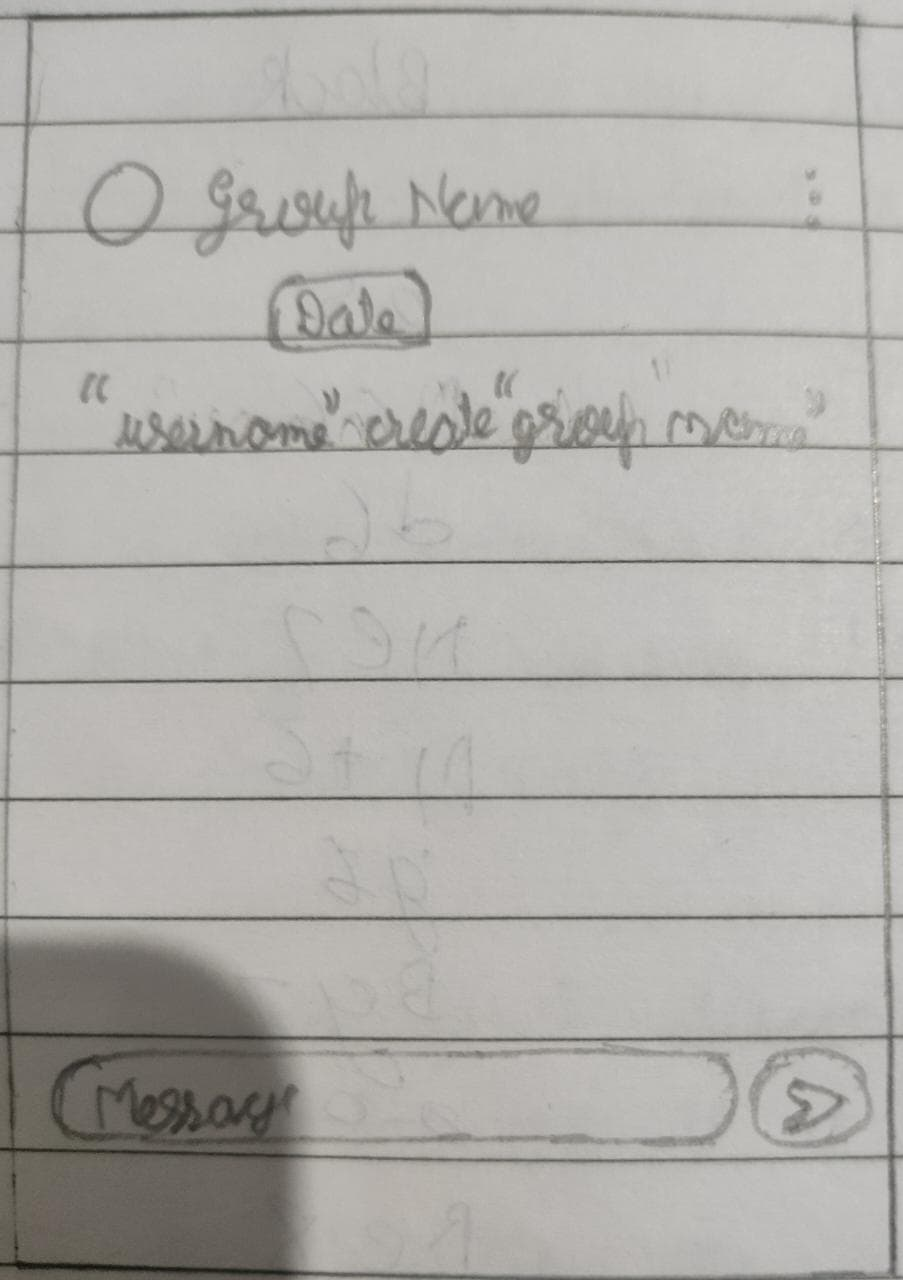 Group Name
Date
"username" create "group name"
Message